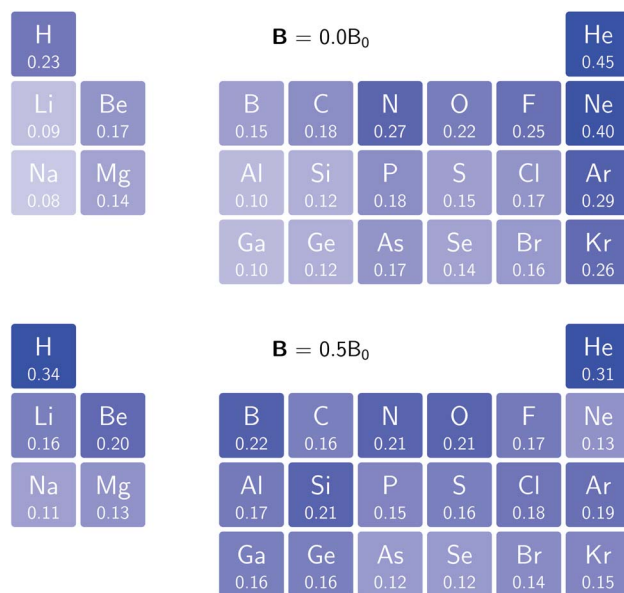 H B = 0.0B₀ He
0.23 0.45
Li Be B C N O F Ne
0.09 0.17 0.15 0.18 0.27 0.22 0.25 0.40
Na Mg Al Si P S Cl Ar
0.08 0.14 0.10 0.12 0.18 0.15 0.17 0.29
Ga Ge As Se Br Kr
0.10 0.12 0.17 0.14 0.16 0.26
H B = 0.5B₀ He
0.34 0.31
Li Be B C N O F Ne
0.16 0.20 0.22 0.16 0.21 0.21 0.17 0.13
Na Mg Al Si P S Cl Ar
0.11 0.13 0.17 0.21 0.15 0.16 0.18 0.19
Ga Ge As Se Br Kr
0.16 0.16 0.12 0.12 0.14 0.15